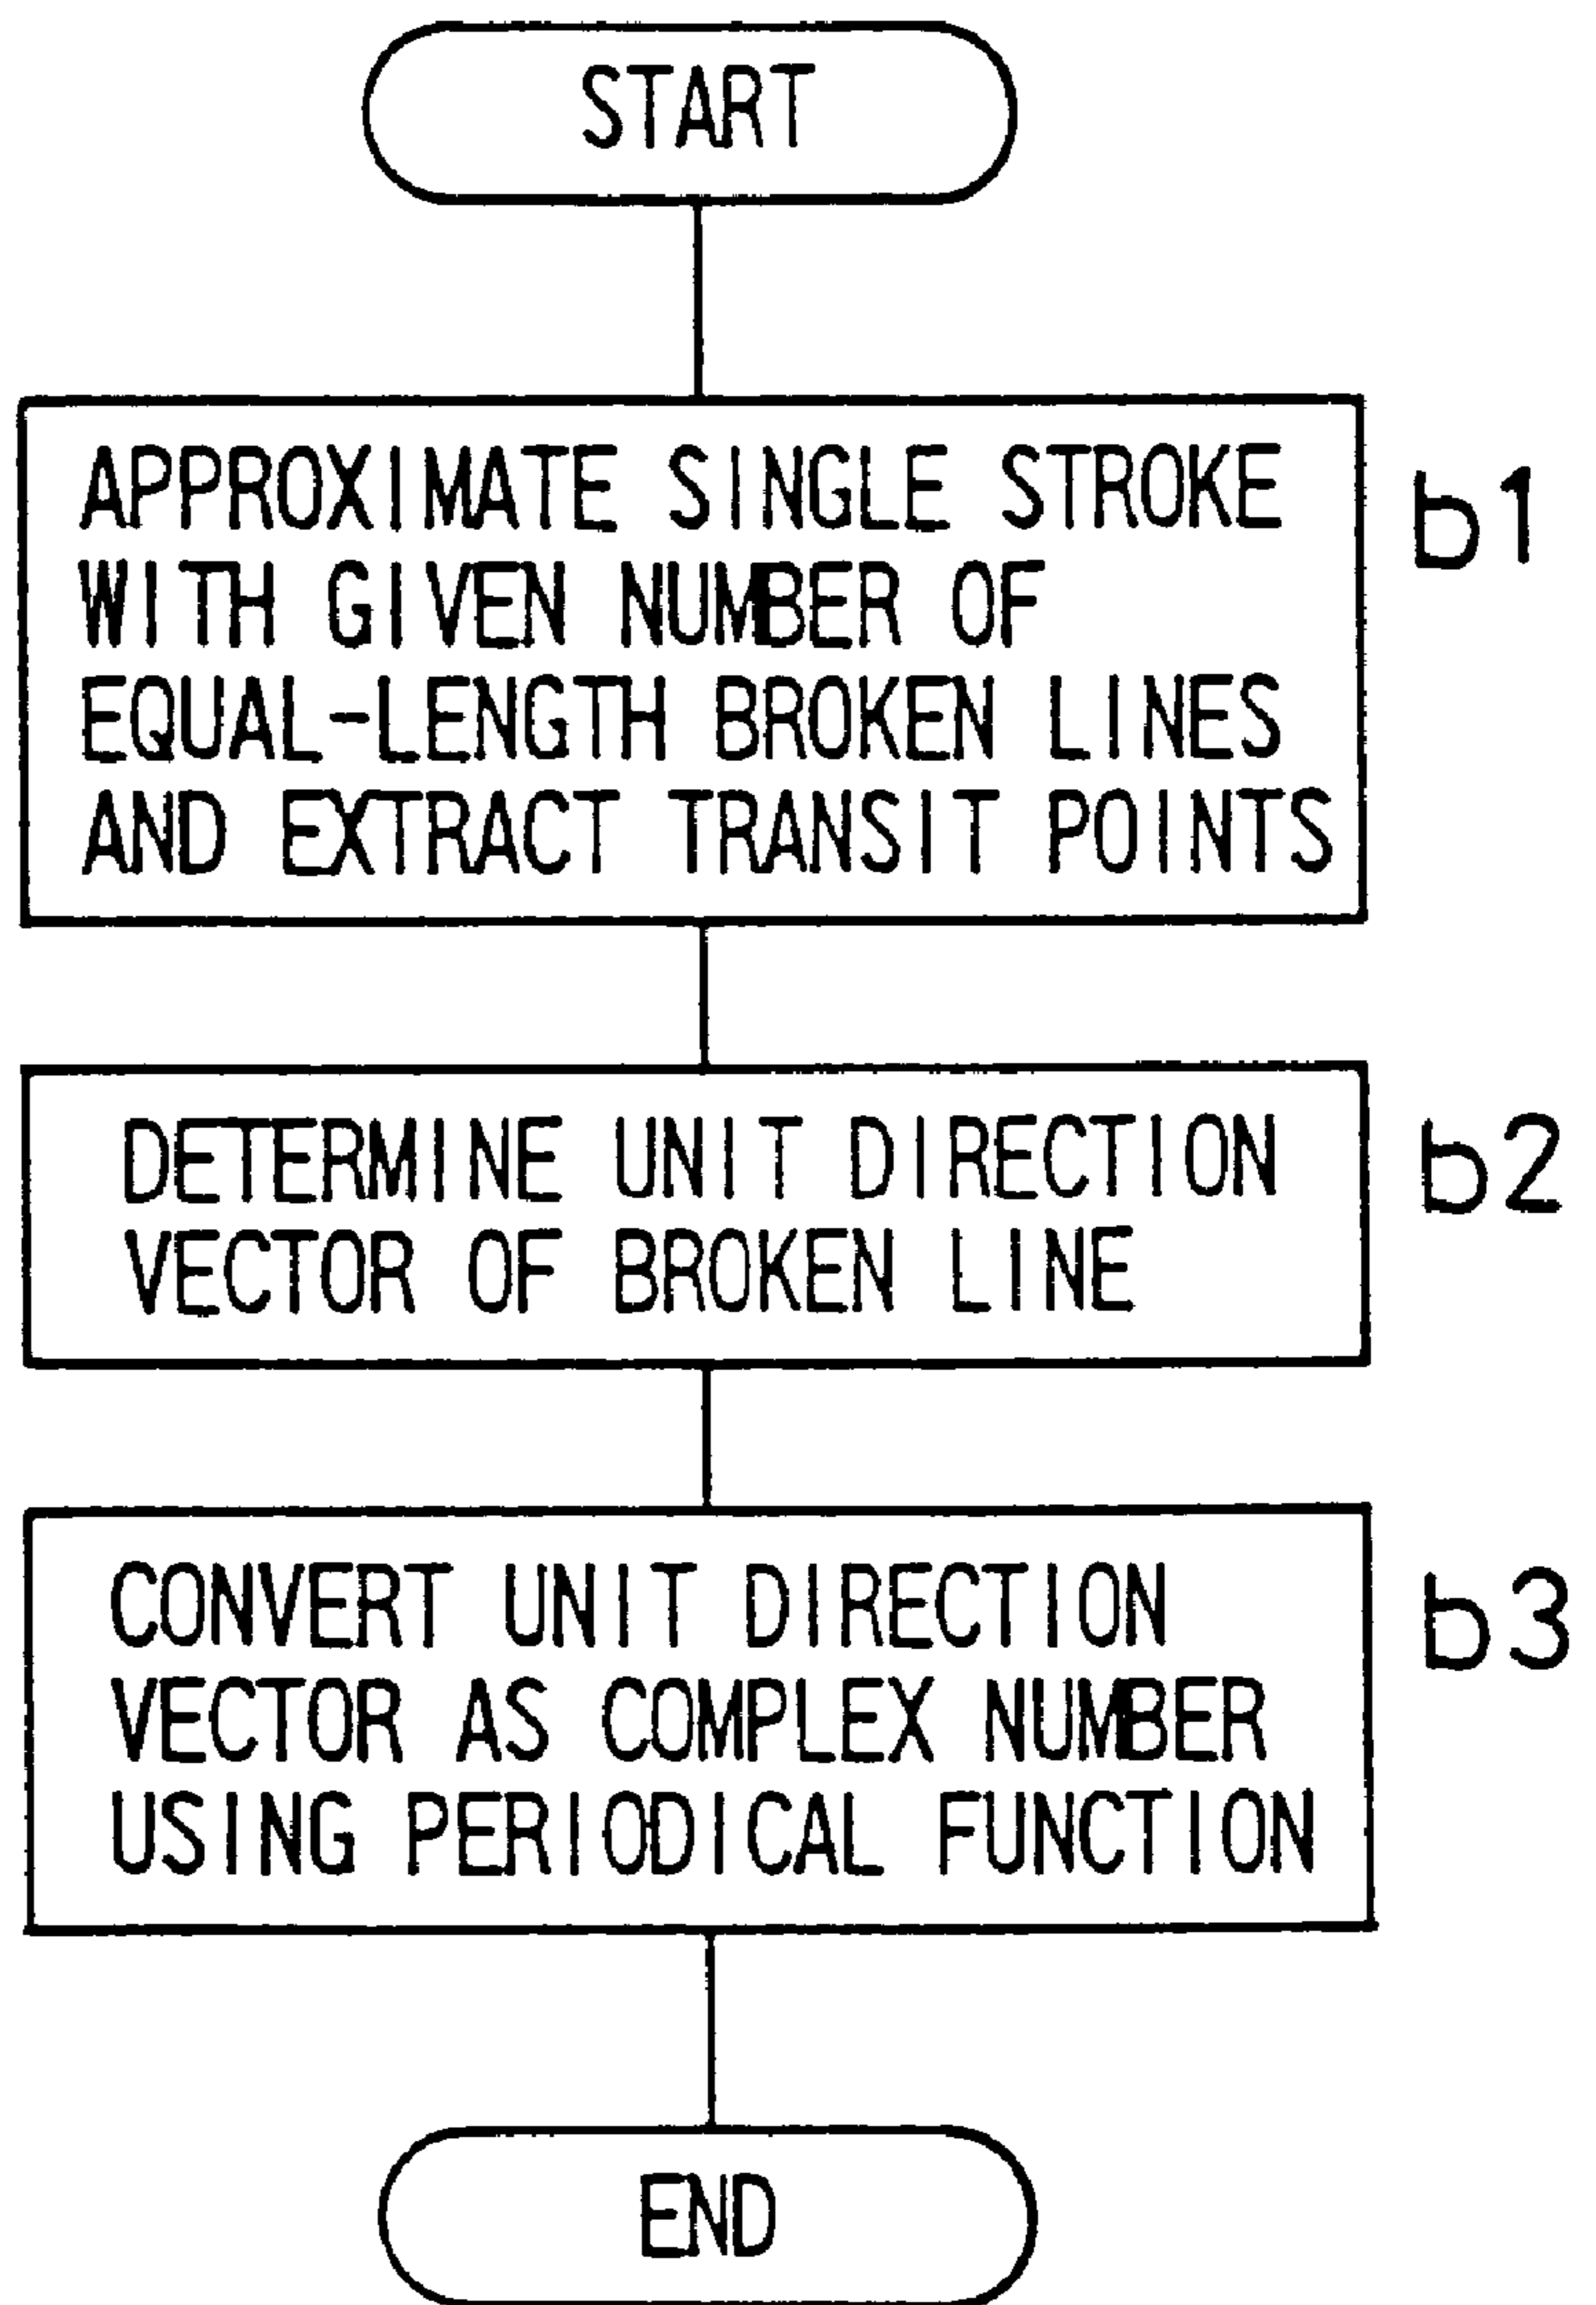 START
APPROXIMATE SINGLE STROKE
WITH GIVEN NUMBER OF
EQUAL-LENGTH BROKEN LINES
AND EXTRACT TRANSIT POINTS
b1
DETERMINE UNIT DIRECTION
VECTOR OF BROKEN LINE
b2
CONVERT UNIT DIRECTION
VECTOR AS COMPLEX NUMBER
USING PERIODICAL FUNCTION
b3
END